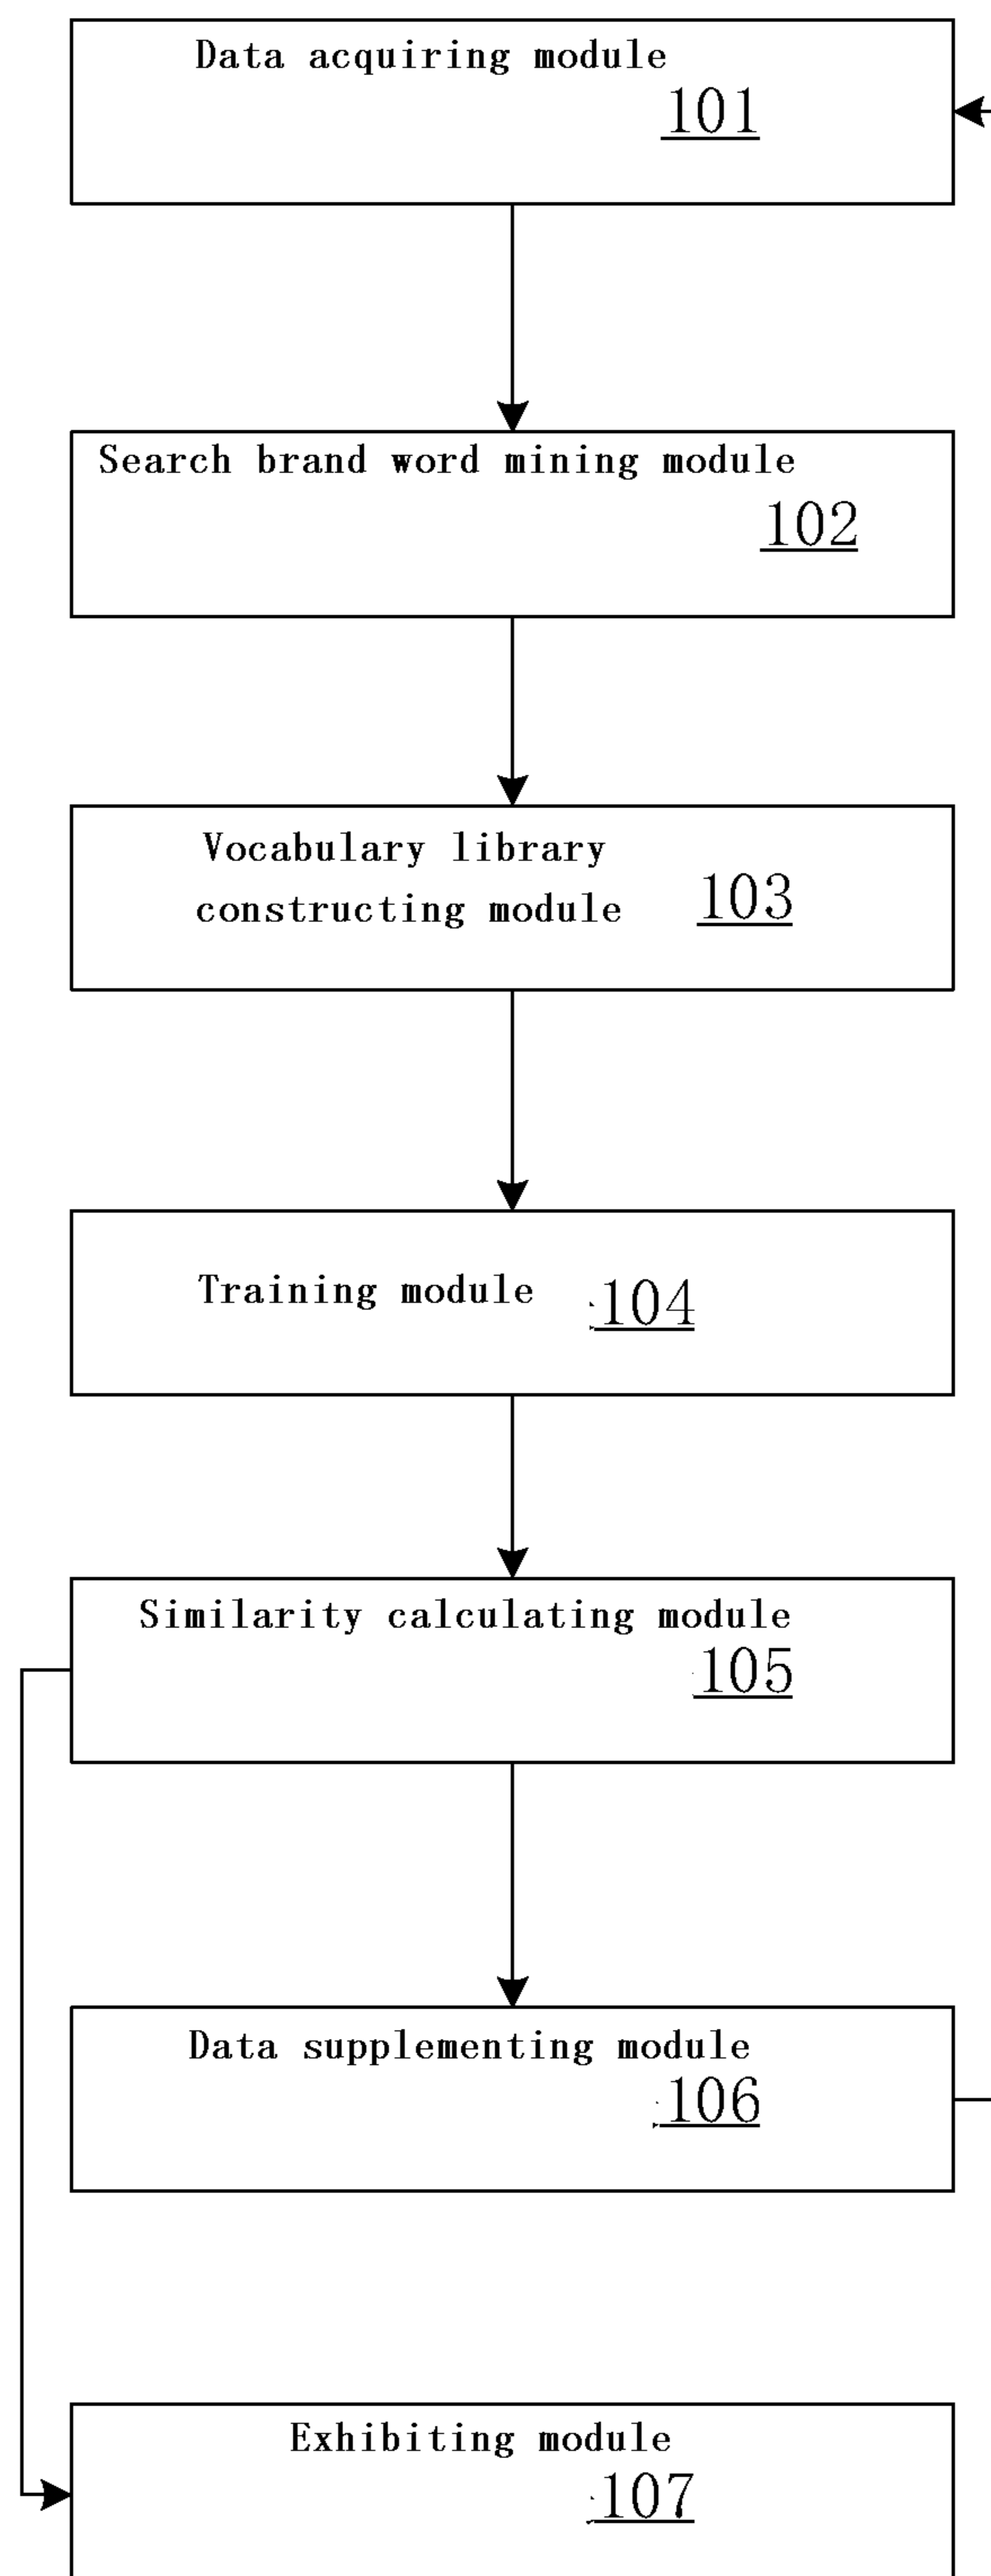 Data acquiring module
101
Search brand word mining module
102
Vocabulary library
constructing module 103
Training module 104
Similarity calculating module
105
Data supplementing module
106
Exhibiting module
107